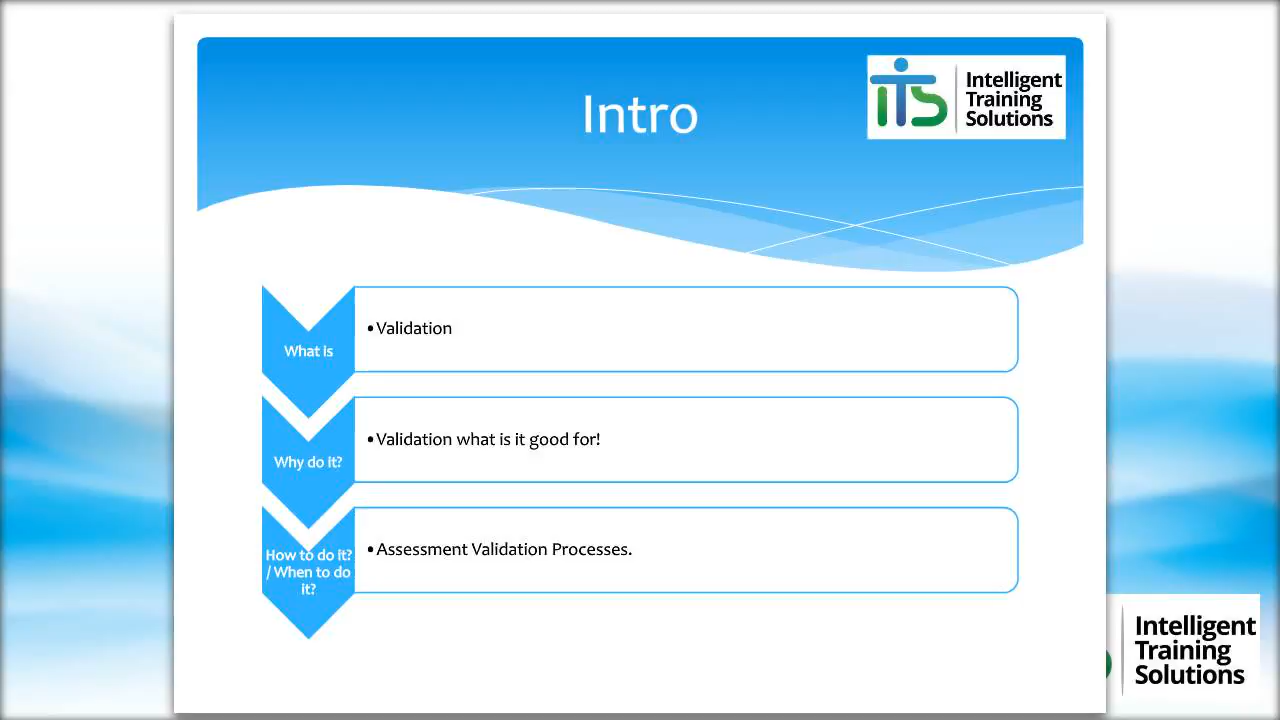 Intro
iTS
Intelligent
Training
Solutions
What is
•Validation
Why do it?
•Validation what is it good for!
How to do it?
/ When to do
it?
•Assessment Validation Processes.
Intelligent
Training
Solutions